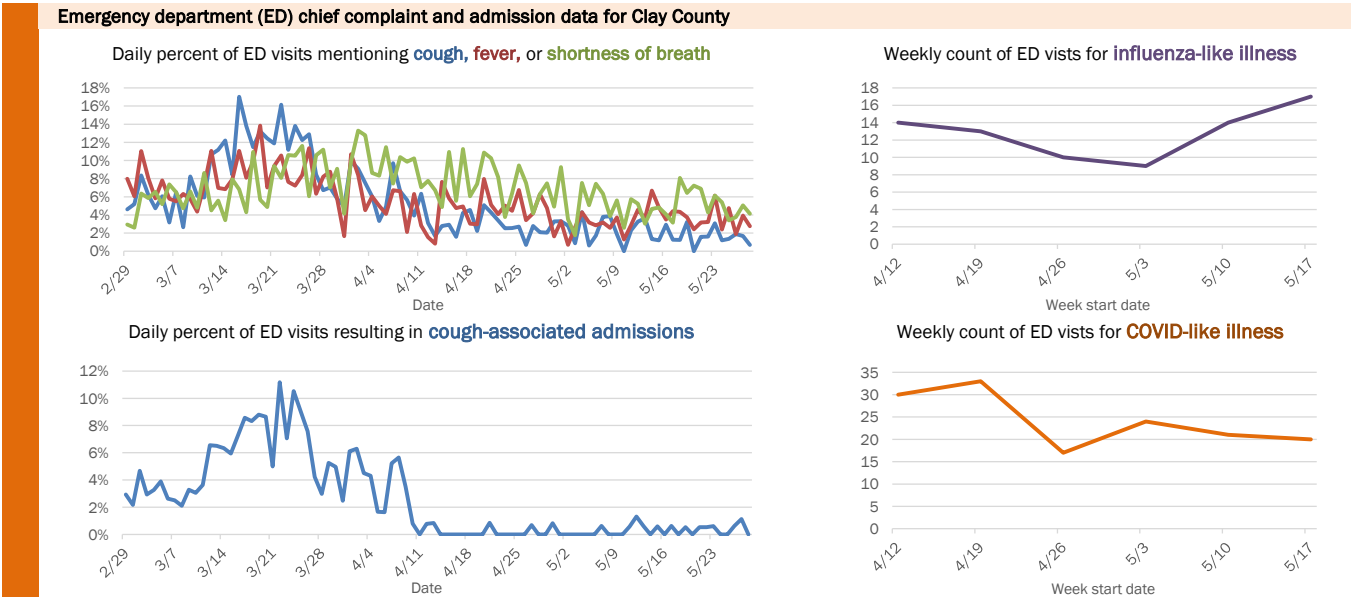 Emergency department (ED) chief complaint and admission data for Clay County
Daily percent of ED visits mentioning cough, fever, or shortness of breath
18%
16%
14%
12%
10%
8%
6%
4%
2%
0%
2/29 3/7 3/14 3/21 3/28 4/4 4/11 4/18 4/25 5/2 5/9 5/16 5/23
Date
Weekly count of ED vists for influenza-like illness
18
16
14
12
10
8
6
4
2
0
4/12 4/19 4/26 5/3 5/10 5/17
Week start date
Daily percent of ED visits resulting in cough-associated admissions
12%
10%
8%
6%
4%
2%
0%
2/29 3/7 3/14 3/21 3/28 4/4 4/11 4/18 4/25 5/2 5/9 5/16 5/23
Date
Weekly count of ED vists for COVID-like illness
35
30
25
20
15
10
5
0
4/12 4/19 4/26 5/3 5/10 5/17
Week start date